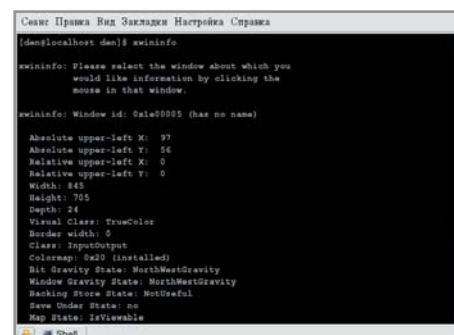 Сеанс Правка Вид Закладки Настройка Справка
[den@localhost den]$ xwininfo
xwininfo: Please select the window about which you
would like information by clicking the
mouse in that window.
xwininfo: Window id: 0x1e00005 (has no name)
Absolute upper-left X: 97
Absolute upper-left Y: 56
Relative upper-left X: 0
Relative upper-left Y: 0
Width: 845
Height: 705
Depth: 24
Visual Class: TrueColor
Border width: 0
Class: InputOutput
Colormap: 0x20 (installed)
Bit Gravity State: NorthWestGravity
Window Gravity State: NorthWestGravity
Backing Store State: NotUseful
Save Under State: no
Map State: IsViewable
Shell